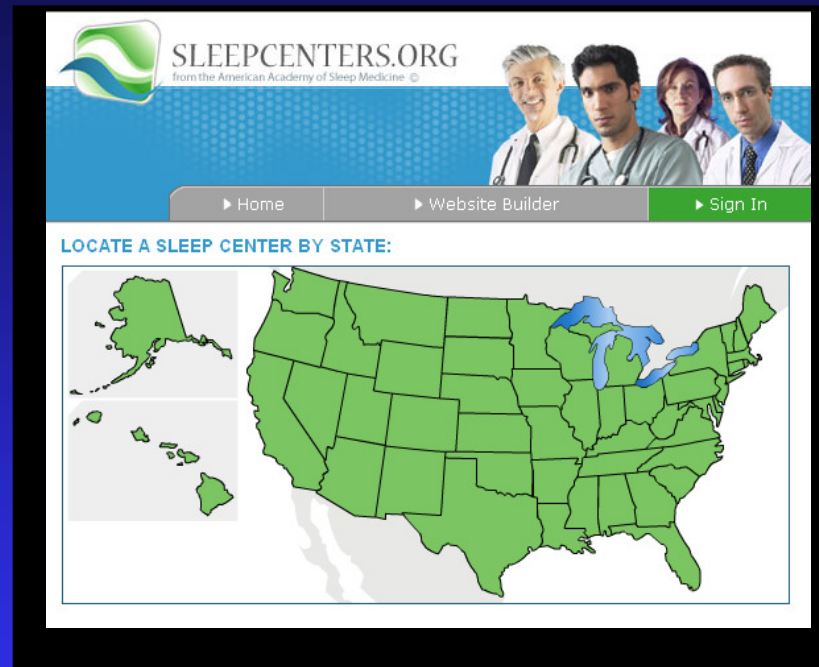 SLEEPCENTERS.ORG
from the American Academy of Sleep Medicine ©
Home
Website Builder
Sign In
LOCATE A SLEEP CENTER BY STATE: